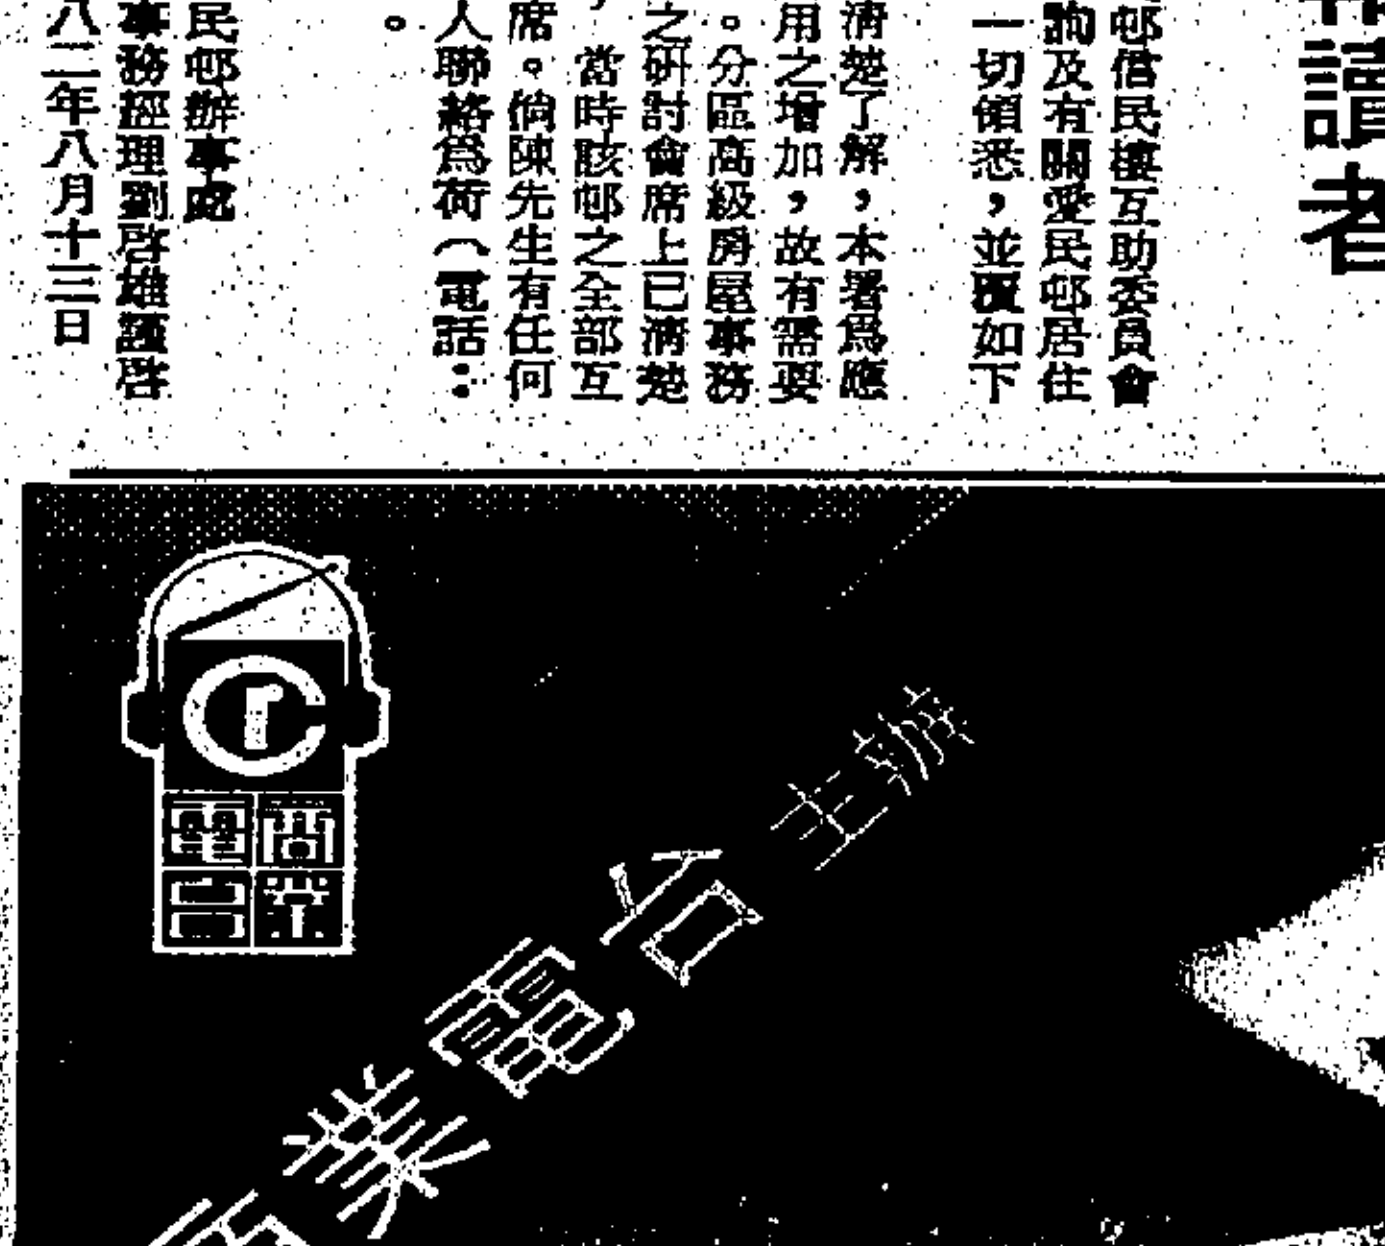 讀者
邨信民樓互助委員會
詢及有關愛民邨居住
一切領悉，並覆如下
清楚了解，本署為應
用之增加，故有需要
。分區高級房屋事務
之研討會席上已清楚
當時該邨之全部互
席。倘陳先生有任何
人聯絡為荷（電話：
。
民邨辦事處
事務經理劉啓雄謹啓
八二年八月十三日
Cr
商業
電台
商業電台主辦